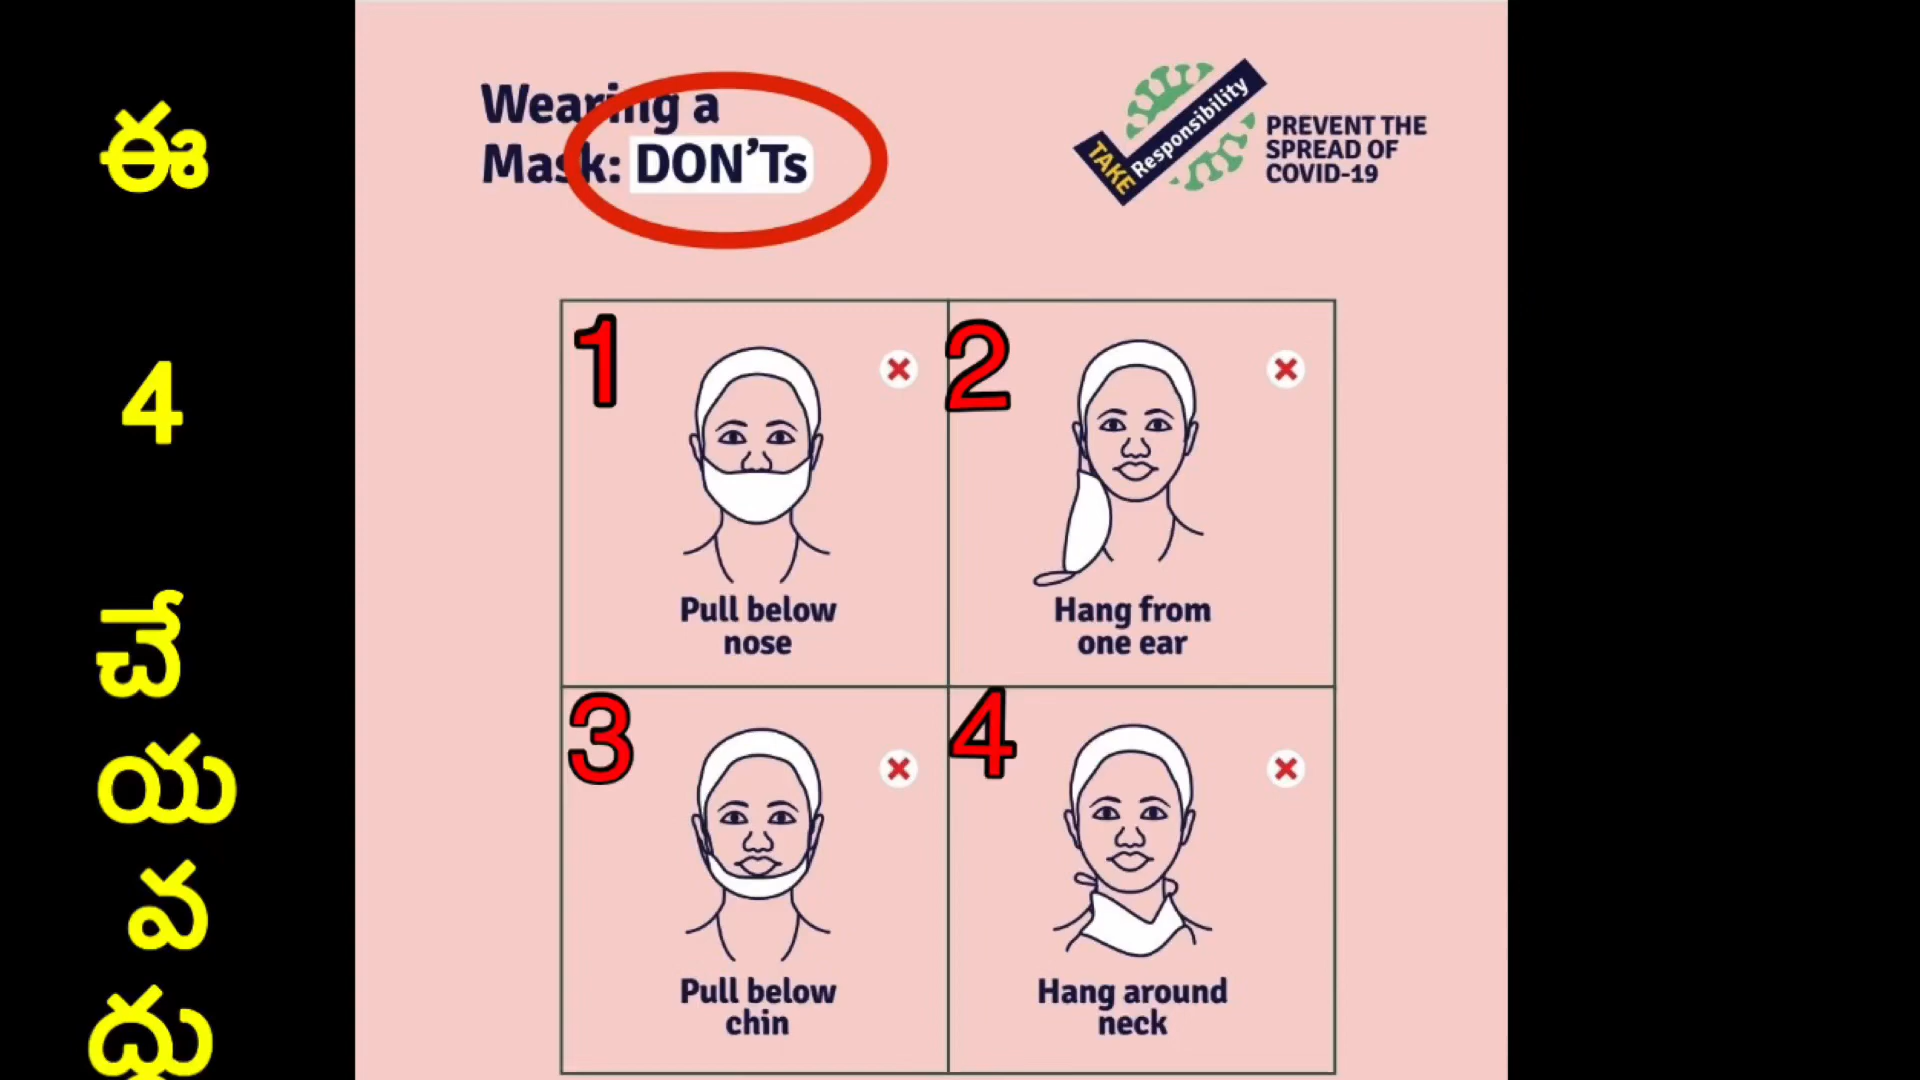 ఈ
4
చే
య
వ
ద్దు
Wearing a
Mask: DON'Ts
TAKE Responsibility
PREVENT THE
SPREAD OF
COVID-19
1
Pull below
nose
2
Hang from
one ear
3
Pull below
chin
4
Hang around
neck